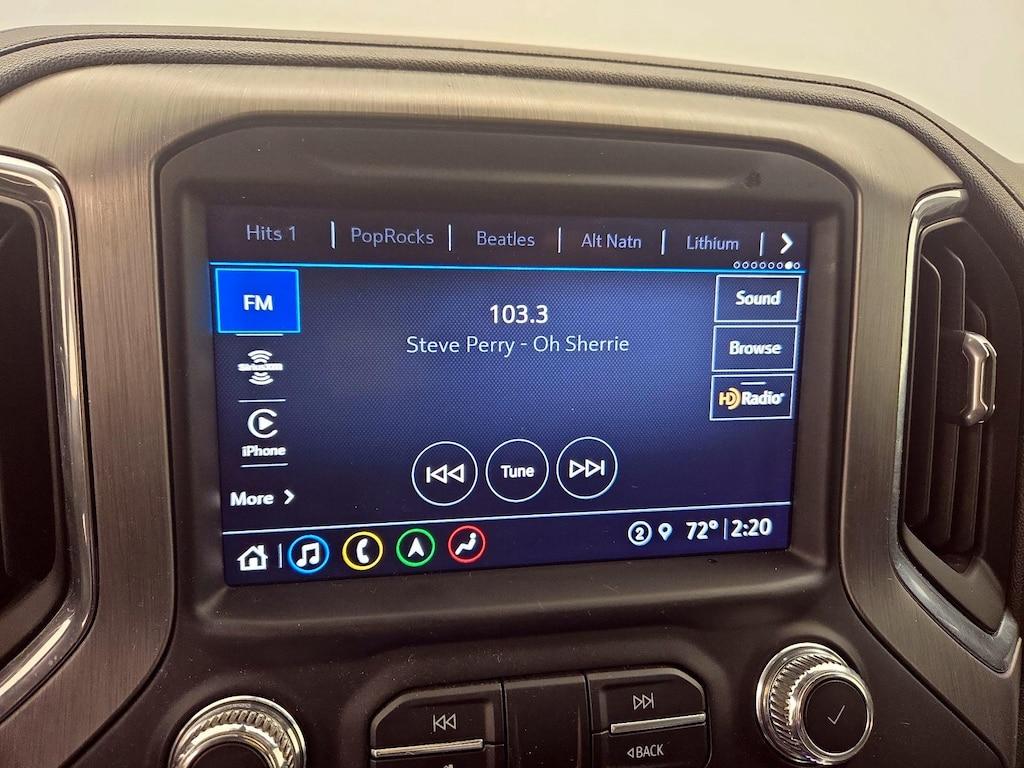 Hits 1 | PopRocks | Beatles | Alt Natn | Lithium |
FM
103.3
Steve Perry - Oh Sherrie
Sound
Browse
HD Radio
SiriusXM
iPhone
More
Tune
2 72° | 2:20
BACK